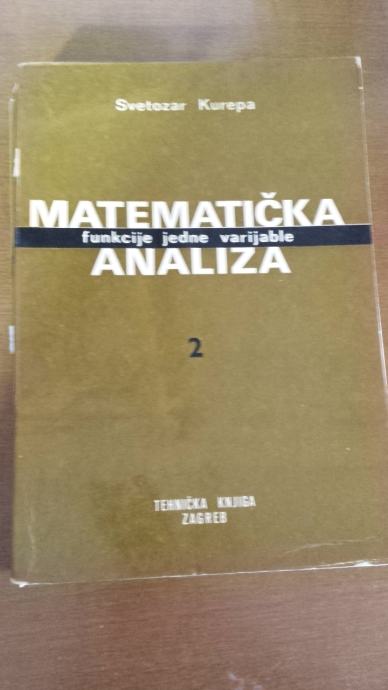 Svetozar Kurepa
MATEMATIČKA
funkcije jedne varijable
ANALIZA
2
TEHNIČKA KNJIGA
ZAGREB